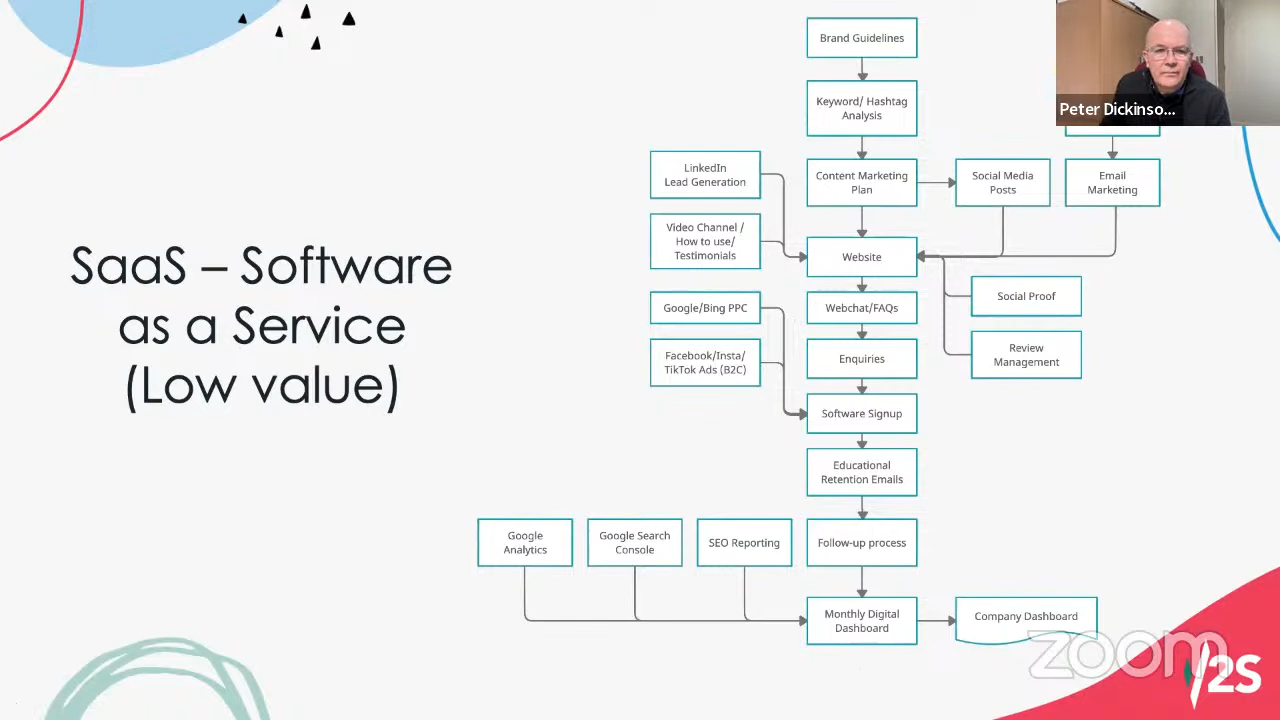 SaaS – Software
as a Service
(Low value)
Brand Guidelines
Keyword/ Hashtag
Analysis
LinkedIn
Lead Generation
Content Marketing
Plan
Social Media
Posts
Email
Marketing
Video Channel /
How to use/
Testimonials
Website
Google/Bing PPC
Webchat/FAQs
Social Proof
Facebook/Insta/
TikTok Ads (B2C)
Enquiries
Review
Management
Software Signup
Educational
Retention Emails
Google
Analytics
Google Search
Console
SEO Reporting
Follow-up process
Monthly Digital
Dashboard
Company Dashboard
Peter Dickinso...
zoom
V2S